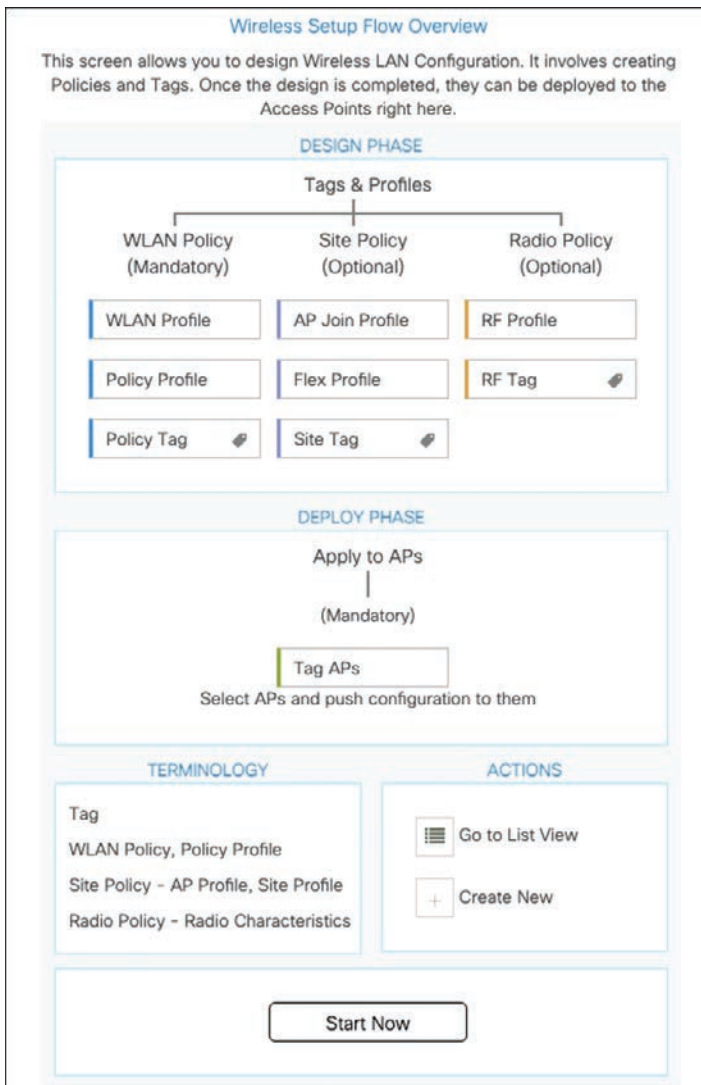 Wireless Setup Flow Overview
This screen allows you to design Wireless LAN Configuration. It involves creating
Policies and Tags. Once the design is completed, they can be deployed to the
Access Points right here.
DESIGN PHASE
Tags & Profiles
WLAN Policy
(Mandatory)
Site Policy
(Optional)
Radio Policy
(Optional)
WLAN Profile
AP Join Profile
RF Profile
Policy Profile
Flex Profile
RF Tag
Policy Tag
Site Tag
DEPLOY PHASE
Apply to APs
(Mandatory)
Tag APs
Select APs and push configuration to them
TERMINOLOGY
Tag
WLAN Policy, Policy Profile
Site Policy - AP Profile, Site Profile
Radio Policy - Radio Characteristics
ACTIONS
Go to List View
Create New
Start Now